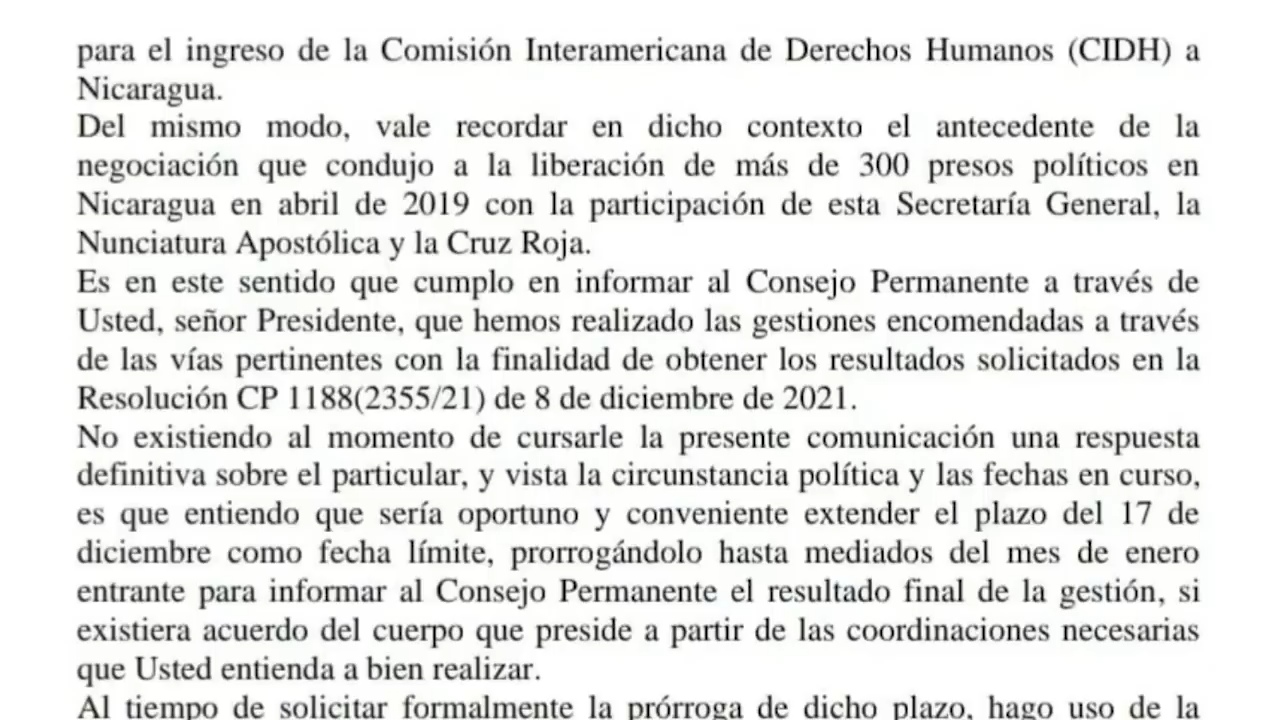 para el ingreso de la Comisión Interamericana de Derechos Humanos (CIDH) a
Nicaragua.
Del mismo modo, vale recordar en dicho contexto el antecedente de la
negociación que condujo a la liberación de más de 300 presos políticos en
Nicaragua en abril de 2019 con la participación de esta Secretaría General, la
Nunciatura Apostólica y la Cruz Roja.
Es en este sentido que cumplo en informar al Consejo Permanente a través de
Usted, señor Presidente, que hemos realizado las gestiones encomendadas a través
de las vías pertinentes con la finalidad de obtener los resultados solicitados en la
Resolución CP 1188(2355/21) de 8 de diciembre de 2021.
No existiendo al momento de cursarle la presente comunicación una respuesta
definitiva sobre el particular, y vista la circunstancia política y las fechas en curso,
es que entiendo que sería oportuno y conveniente extender el plazo del 17 de
diciembre como fecha límite, prorrogándolo hasta mediados del mes de enero
entrante para informar al Consejo Permanente el resultado final de la gestión, si
existiera acuerdo del cuerpo que preside a partir de las coordinaciones necesarias
que Usted entienda a bien realizar.
Al tiempo de solicitar formalmente la prórroga de dicho plazo, hago uso de la